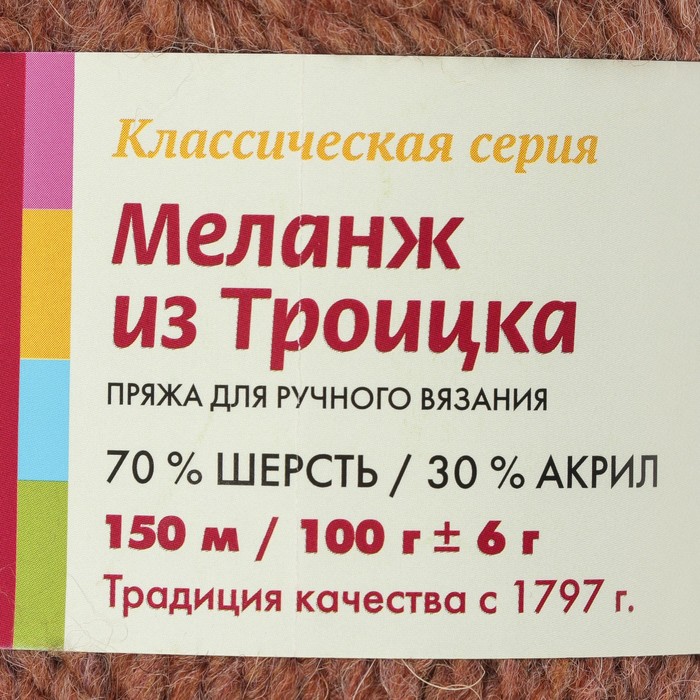 Классическая серия
Меланж
из Троицка
ПРЯЖА ДЛЯ РУЧНОГО ВЯЗАНИЯ
70 % ШЕРСТЬ / 30 % АКРИЛ
150 м / 100 г ± 6 г
Традиция качества с 1797 г.